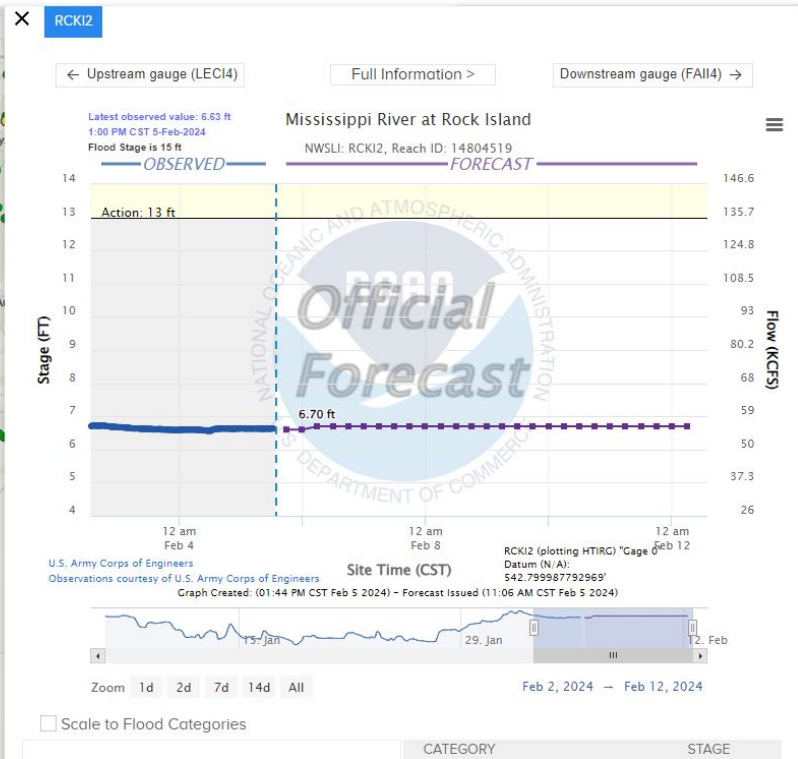 RCKI2
← Upstream gauge (LECI4)
Full Information >
Downstream gauge (FAII4) →
Latest observed value: 6.63 ft
1:00 PM CST 5-Feb-2024
Flood Stage is 15 ft
Mississippi River at Rock Island
NWSLI: RCKI2, Reach ID: 14804519
OBSERVED
FORECAST
14
13
12
11
10
9
8
7
6
5
4
Stage (FT)
146.6
135.7
124.8
108.5
93
80.2
68
59
50
37.3
26
Flow (KCFS)
Action: 13 ft
NATIONAL OCEANIC AND ATMOSPHERIC ADMINISTRATION
U.S. DEPARTMENT OF COMMERCE
Official
Forecast
6.70 ft
12 am
Feb 4
12 am
Feb 8
12 am
Feb 12
Site Time (CST)
U.S. Army Corps of Engineers
Observations courtesy of U.S. Army Corps of Engineers
RCKI2 (plotting HTIRG) "Gage 0"
Datum (N/A):
542.799987792969'
Graph Created: (01:44 PM CST Feb 5 2024) - Forecast Issued (11:06 AM CST Feb 5 2024)
15. Jan
29. Jan
12. Feb
Zoom 1d 2d 7d 14d All
Feb 2, 2024 → Feb 12, 2024
Scale to Flood Categories
CATEGORY
STAGE